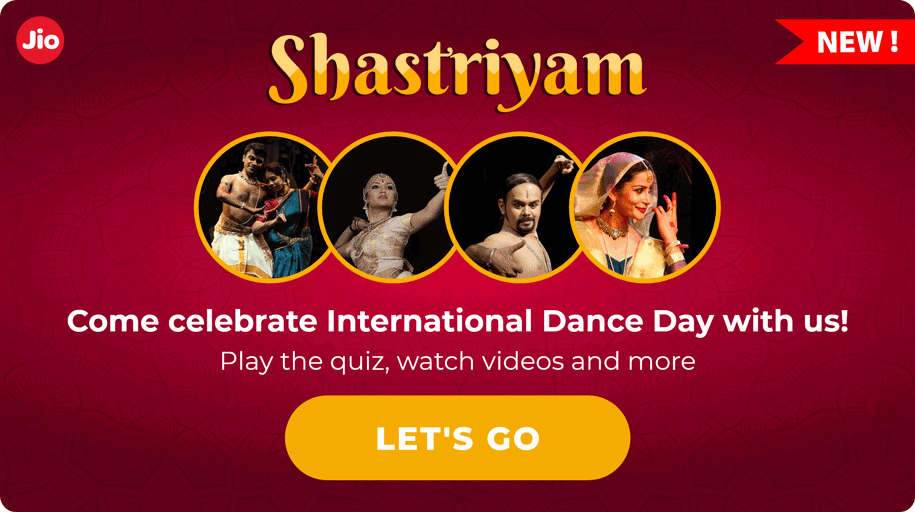 Jio
NEW !
Shastriyam
Come celebrate International Dance Day with us!
Play the quiz, watch videos and more
LET'S GO